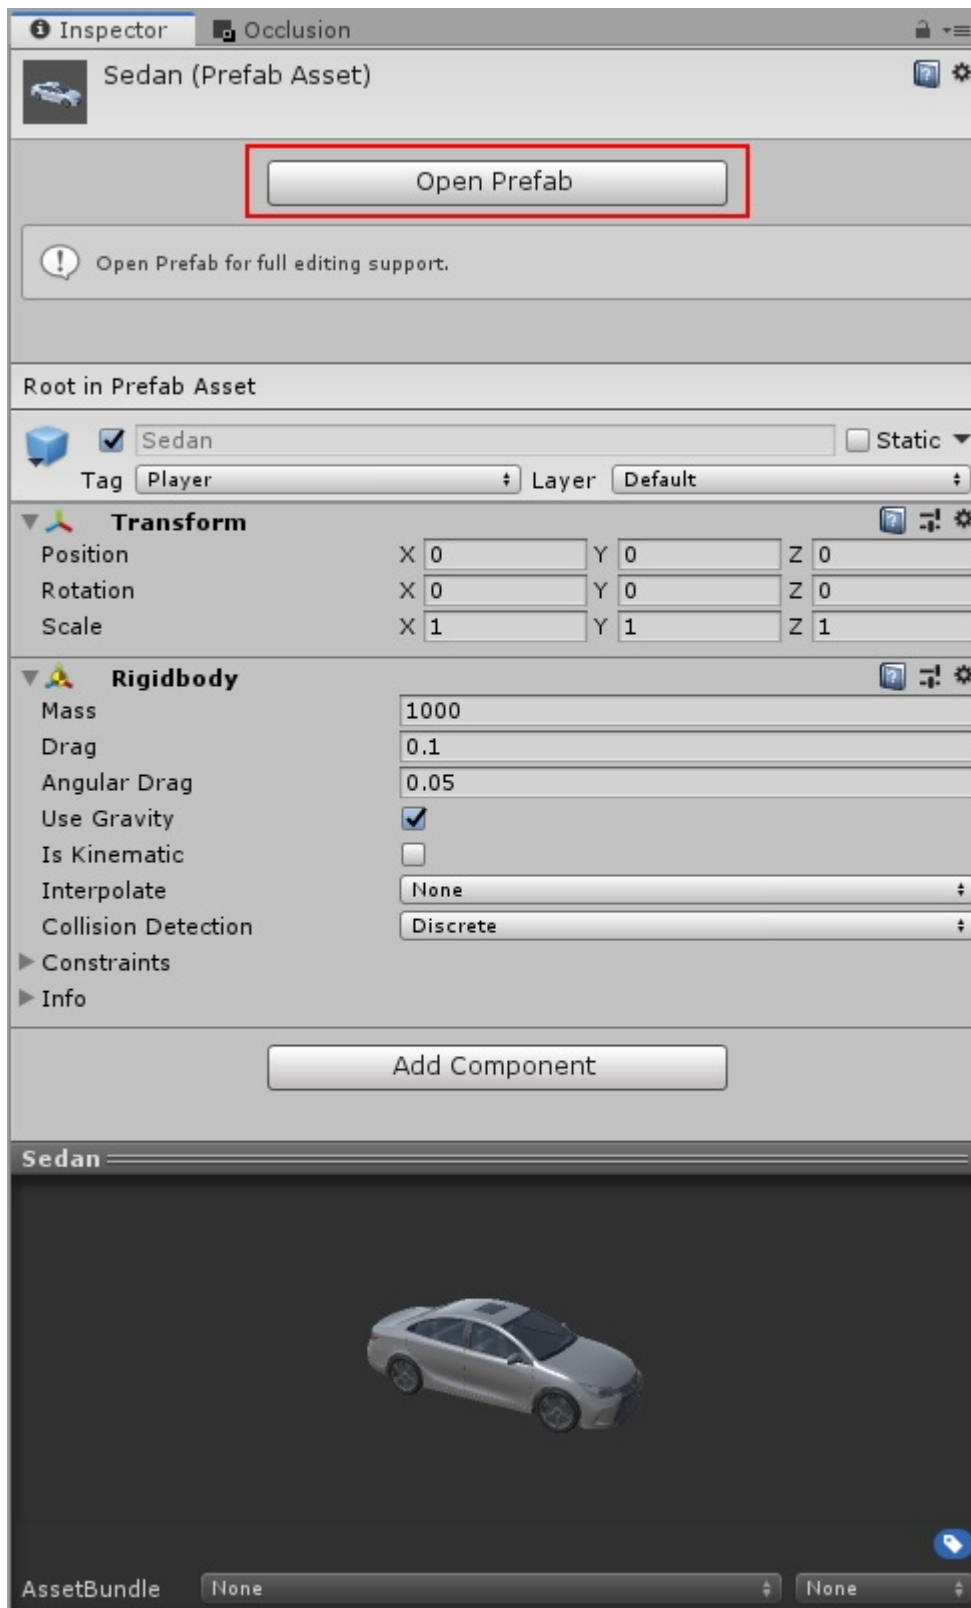 Inspector Occlusion
Sedan (Prefab Asset)
Open Prefab
Open Prefab for full editing support.
Root in Prefab Asset
Sedan Static
Tag Player Layer Default
Transform
Position X 0 Y 0 Z 0
Rotation X 0 Y 0 Z 0
Scale X 1 Y 1 Z 1
Rigidbody
Mass 1000
Drag 0.1
Angular Drag 0.05
Use Gravity
Is Kinematic
Interpolate None
Collision Detection Discrete
Constraints
Info
Add Component
Sedan
AssetBundle None None